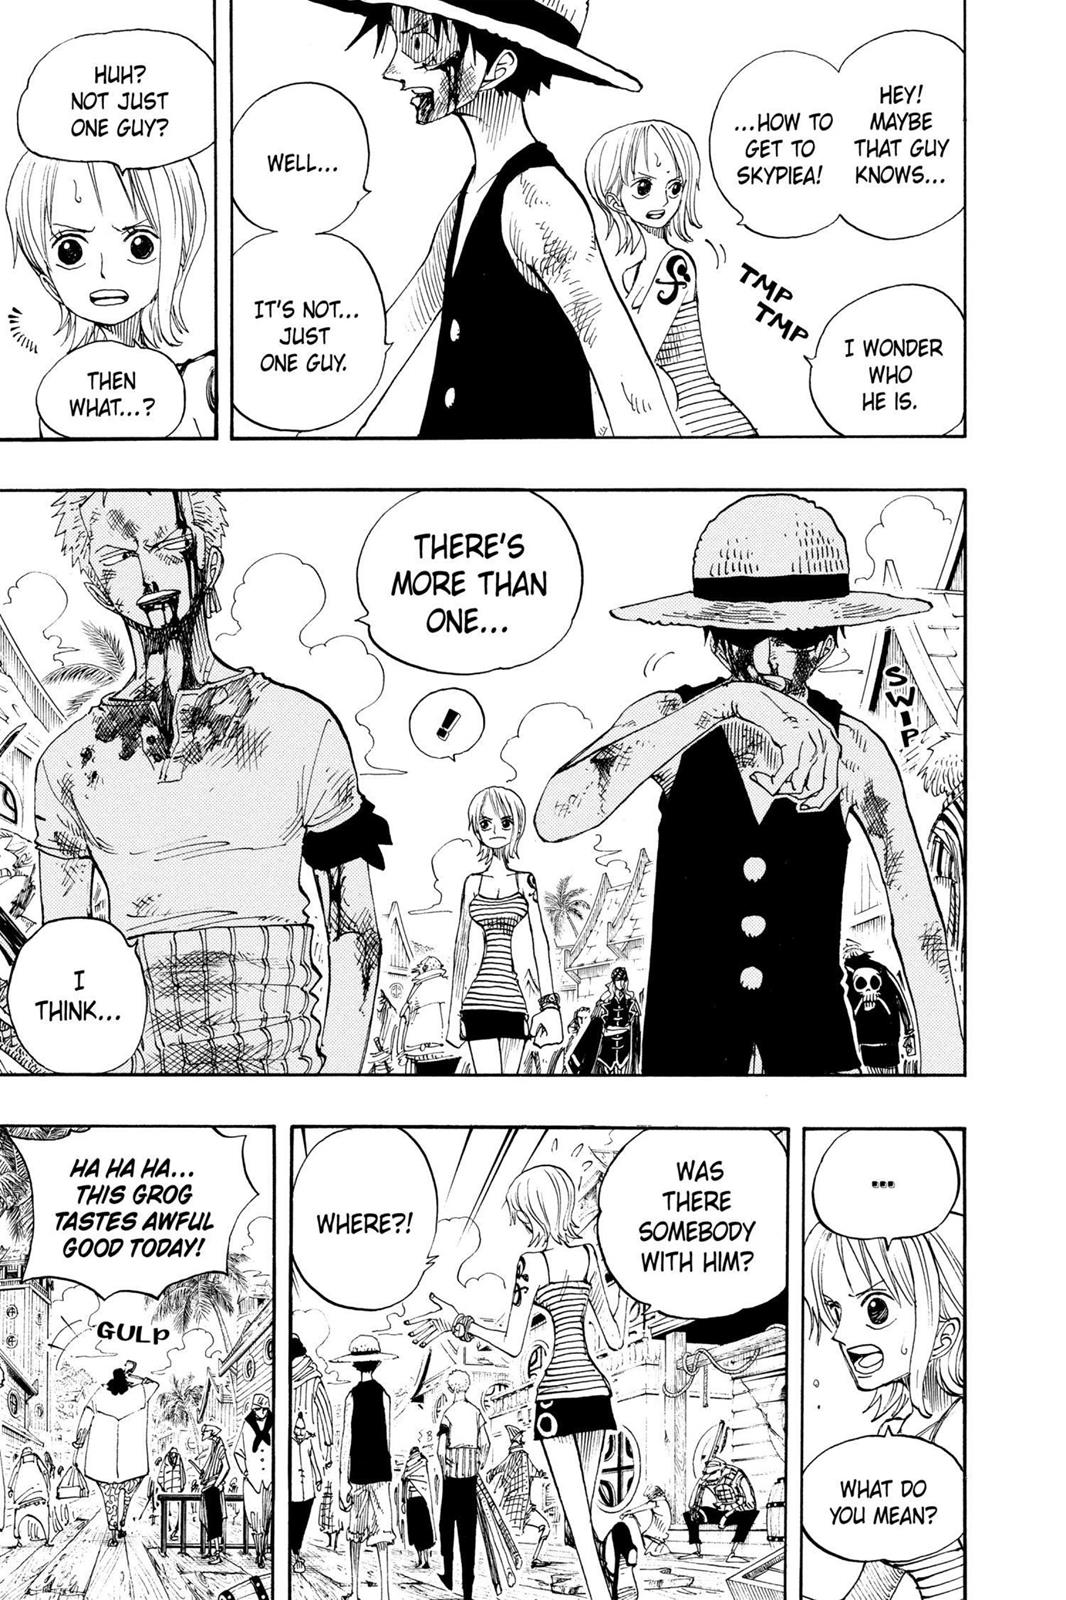 HEY!
MAYBE
THAT GUY
KNOWS...
...HOW TO
GET TO
SKYPIEA!
TMP
TMP
I WONDER
WHO
HE IS.
WELL...
IT'S NOT...
JUST
ONE GUY.
HUH?
NOT JUST
ONE GUY?
THEN
WHAT...?
THERE'S
MORE THAN
ONE...
SWIP
!
I
THINK...
...
WHAT DO
YOU MEAN?
WAS
THERE
SOMEBODY
WITH HIM?
WHERE?!
HA HA HA...
THIS GROG
TASTES AWFUL
GOOD TODAY!
GULP